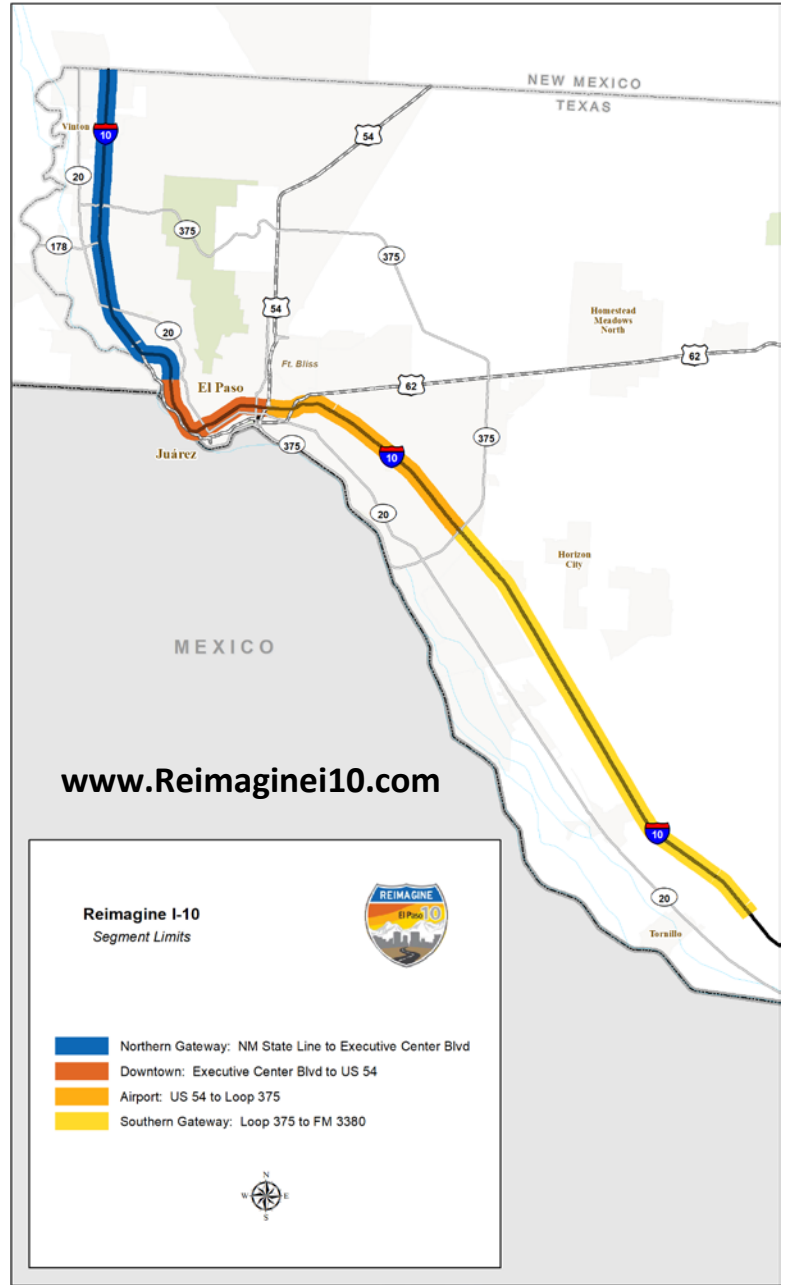 NEW MEXICO
TEXAS
Vinton
10
54
20
375
178
375
54
20
Homestead
Meadows
North
Ft. Bliss
62
El Paso
62
375
Juárez
375
10
20
Horizon
City
MEXICO
www.Reimaginei10.com
10
20
Tornillo
Reimagine I-10
Segment Limits
REIMAGINE
El Paso 10
Northern Gateway: NM State Line to Executive Center Blvd
Downtown: Executive Center Blvd to US 54
Airport: US 54 to Loop 375
Southern Gateway: Loop 375 to FM 3380
N
W E
S